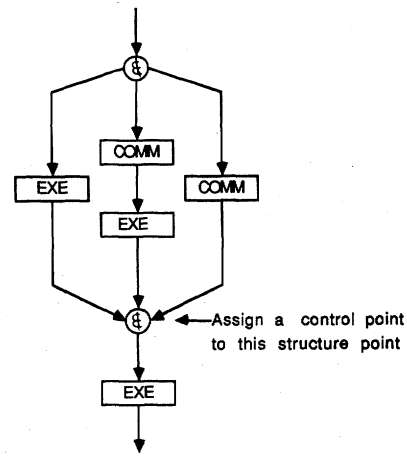 &
COMM
EXE
COMM
EXE
&
Assign a control point
to this structure point
EXE